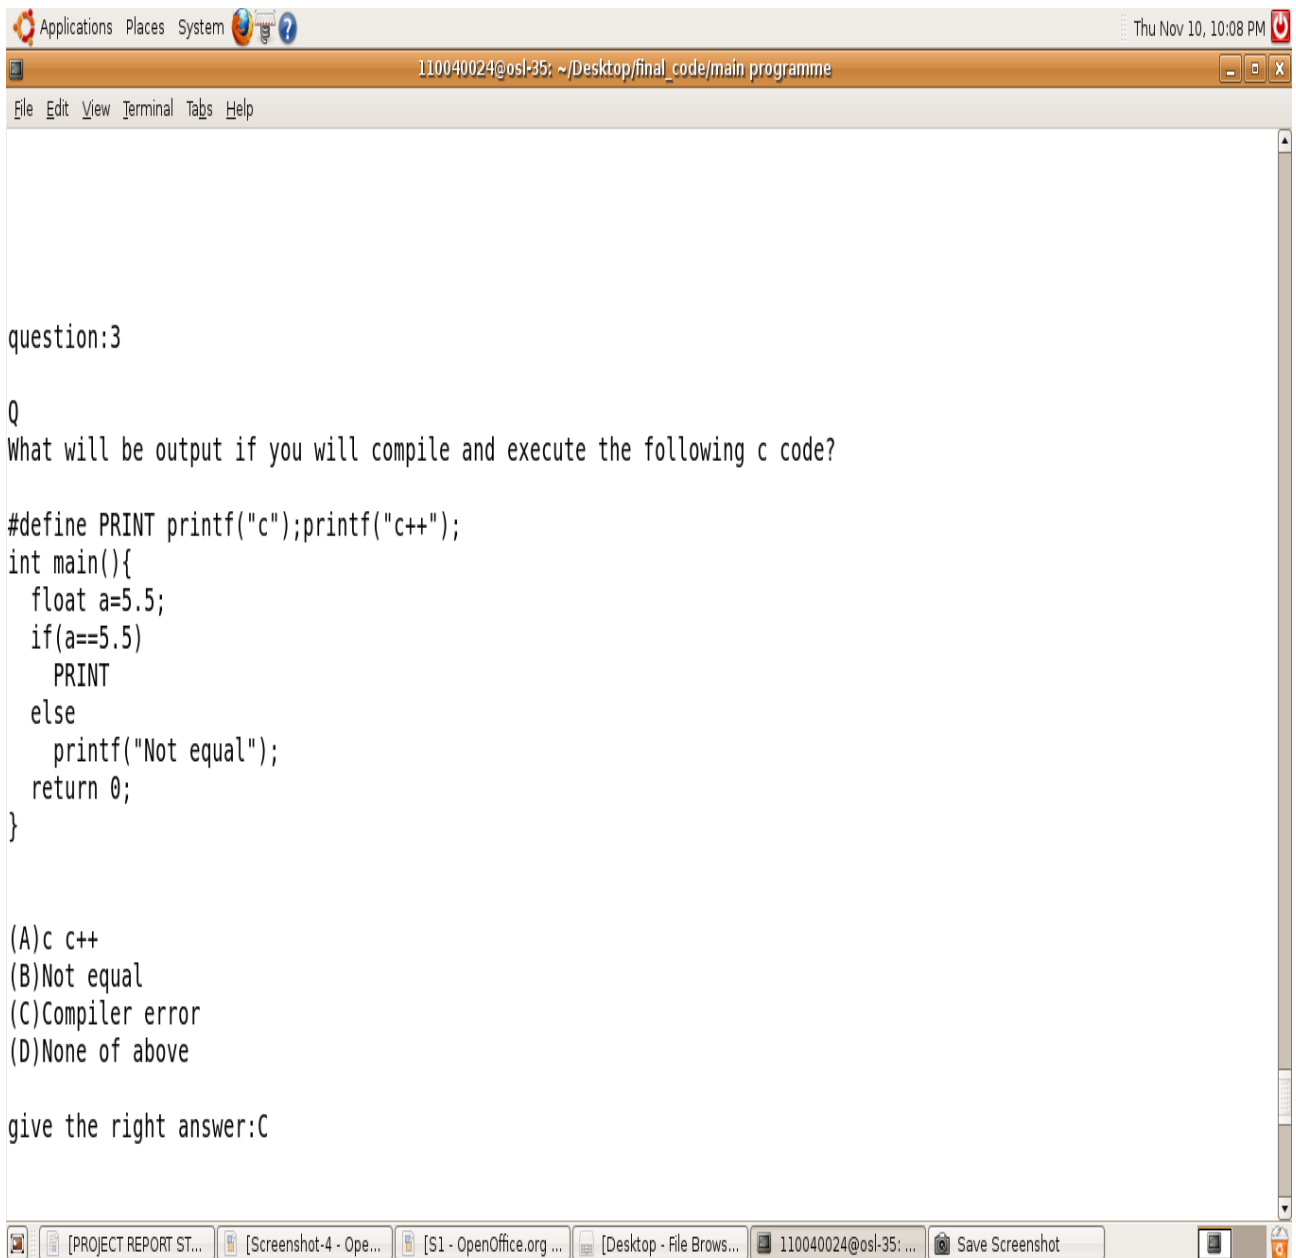 Applications Places System
Thu Nov 10, 10:08 PM
110040024@osl-35: ~/Desktop/final_code/main programme
File Edit View Terminal Tabs Help
question:3
Q
What will be output if you will compile and execute the following c code?
#define PRINT printf("c");printf("c++");
int main(){
float a=5.5;
if(a==5.5)
PRINT
else
printf("Not equal");
return 0;
}
(A)c c++
(B)Not equal
(C)Compiler error
(D)None of above
give the right answer:C
[PROJECT REPORT ST... [Screenshot-4 - Ope... [S1 - OpenOffice.org ... [Desktop - File Brows... 110040024@osl-35: ... Save Screenshot